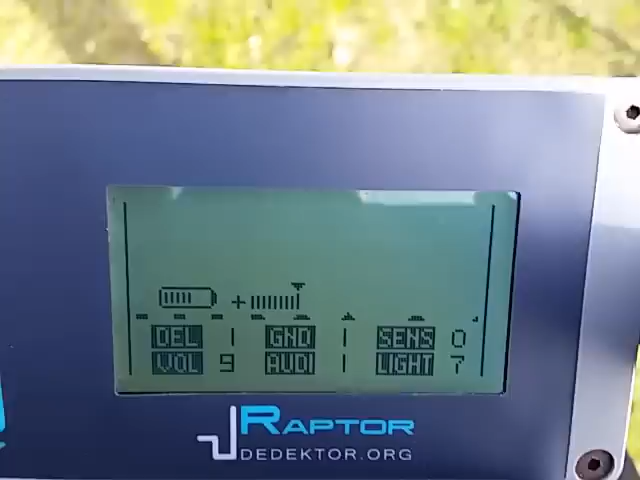 DEL 1 GND 1 SENS 0
VOL 9 AUDI 1 LIGHT 7
RAPTOR
DEDEKTOR.ORG